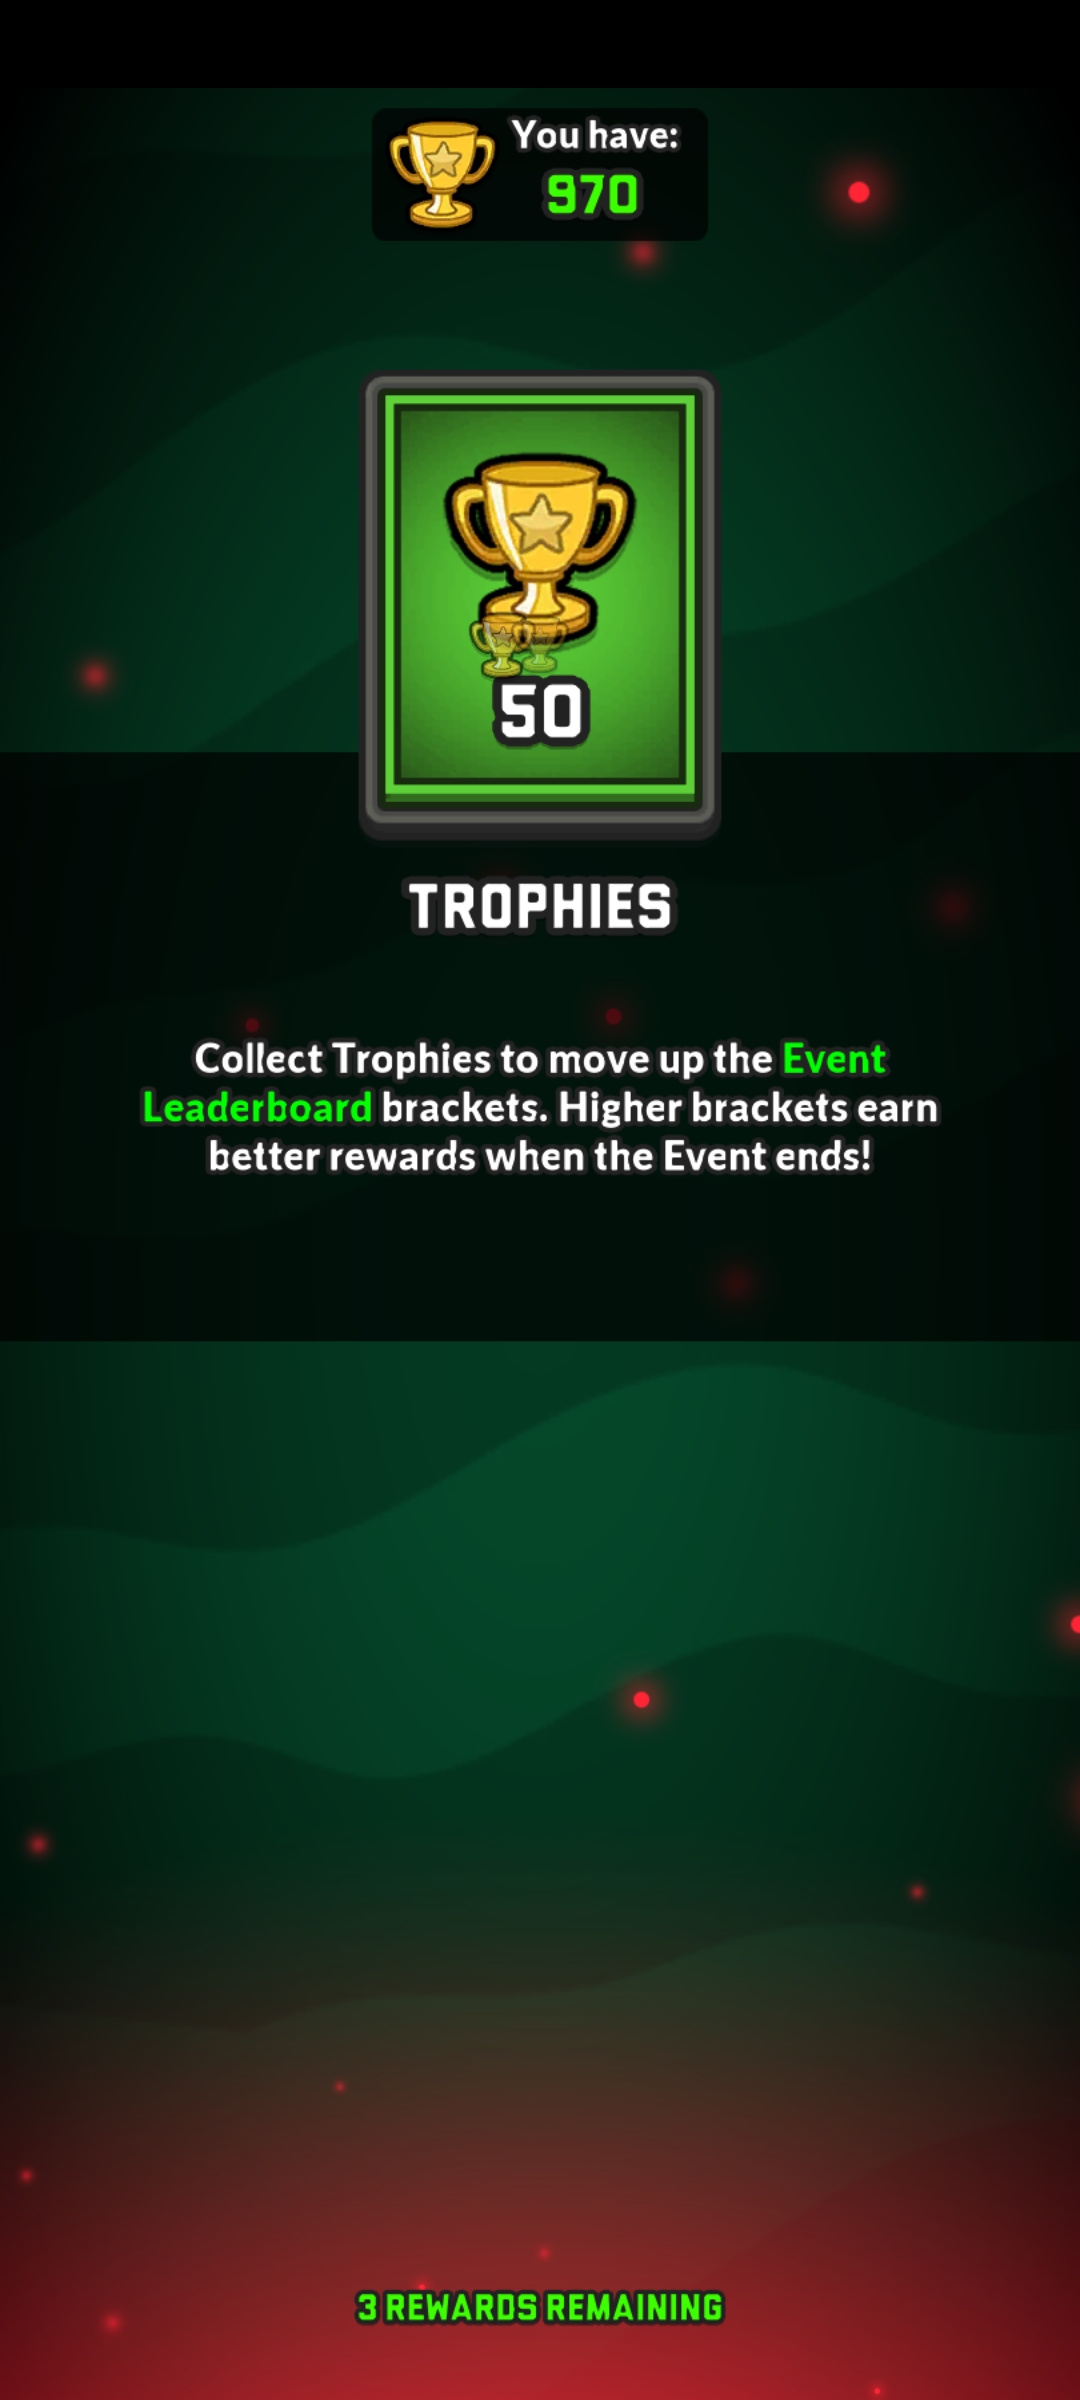 You have:
970
50
TROPHIES
Collect Trophies to move up the Event
Leaderboard brackets. Higher brackets earn
better rewards when the Event ends!
3 REWARDS REMAINING